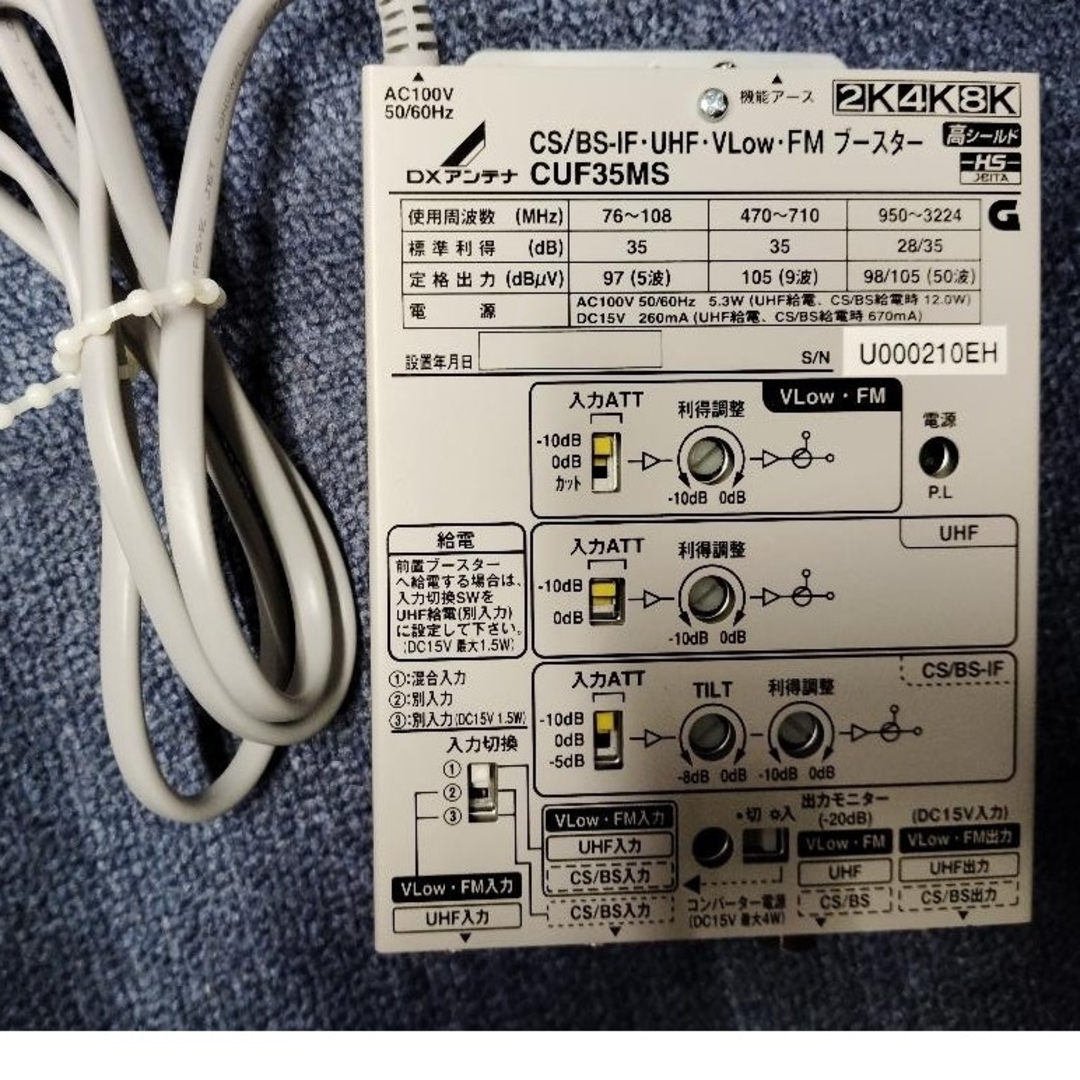 AC100V
50/60Hz
機能アース
2K4K8K
CS/BS-IF・UHF・VLow・FM ブースター
高シールド
HS
JEITA
DXアンテナ CUF35MS
使用周波数 (MHz) 76～108 470～710 950～3224
G
標準利得 (dB) 35 35 28/35
定格出力 (dBμV) 97 (5波) 105 (9波) 98/105 (50波)
電源 AC100V 50/60Hz 5.3W (UHF給電、CS/BS給電時 12.0W)
DC15V 260mA (UHF給電、CS/BS給電時 670mA)
設置年月日
S/N U000210EH
VLow・FM
入力ATT 利得調整
-10dB
0dB
カット
-10dB 0dB
電源
P.L
UHF
入力ATT 利得調整
-10dB
0dB
-10dB 0dB
給電
前置ブースター
へ給電する場合は、
入力切換SWを
UHF給電(別入力)
に設定して下さい。
(DC15V 最大1.5W)
CS/BS-IF
入力ATT TILT 利得調整
-10dB
0dB
-5dB
-8dB 0dB -10dB 0dB
①:混合入力
②:別入力
③:別入力(DC15V 1.5W)
入力切換
①
②
③
VLow・FM入力
UHF入力
VLow・FM入力
UHF入力
CS/BS入力
CS/BS入力
切 入
コンバーター電源
(DC15V 最大4W)
出力モニター
(-20dB)
VLow・FM
UHF
CS/BS
(DC15V入力)
VLow・FM出力
UHF出力
CS/BS出力